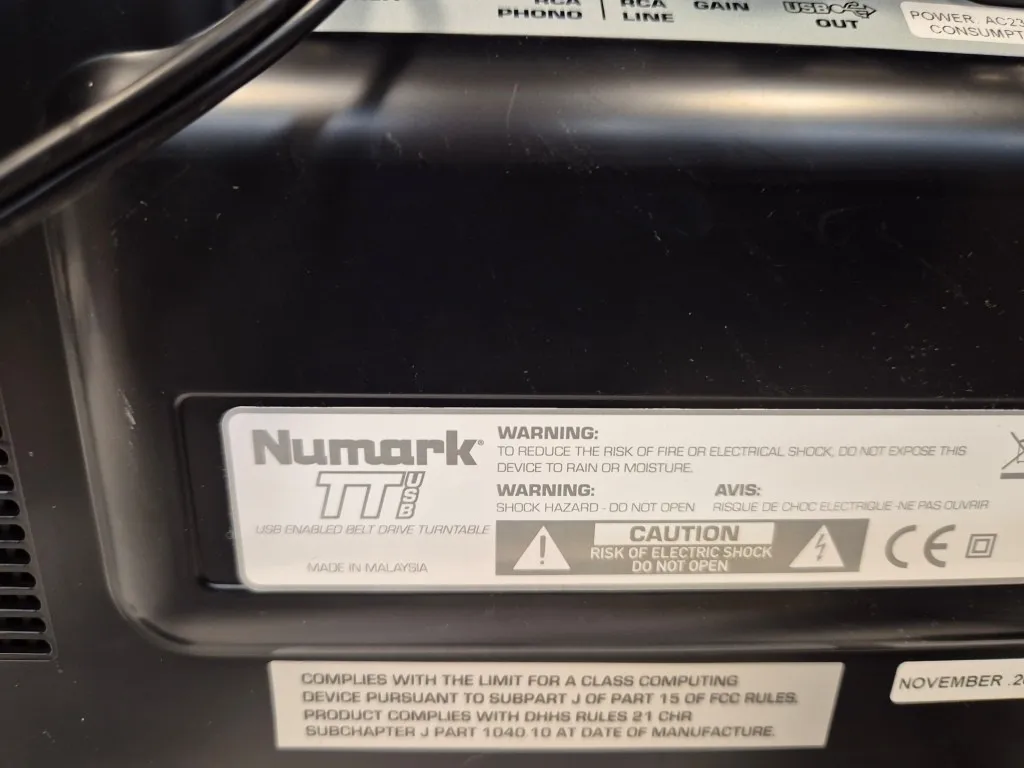 RCA PHONO
RCA LINE
GAIN
USB
OUT
POWER AC23
CONSUMPT
Numark®
TT USB
USB ENABLED BELT DRIVE TURNTABLE
MADE IN MALAYSIA
WARNING:
TO REDUCE THE RISK OF FIRE OR ELECTRICAL SHOCK, DO NOT EXPOSE THIS
DEVICE TO RAIN OR MOISTURE.
WARNING:
SHOCK HAZARD - DO NOT OPEN
AVIS:
RISQUE DE CHOC ELECTRIQUE-NE PAS OUVRIR
CAUTION
RISK OF ELECTRIC SHOCK
DO NOT OPEN
CE
COMPLIES WITH THE LIMIT FOR A CLASS COMPUTING
DEVICE PURSUANT TO SUBPART J OF PART 15 OF FCC RULES.
PRODUCT COMPLIES WITH DHHS RULES 21 CHR
SUBCHAPTER J PART 1040.10 AT DATE OF MANUFACTURE.
NOVEMBER .20